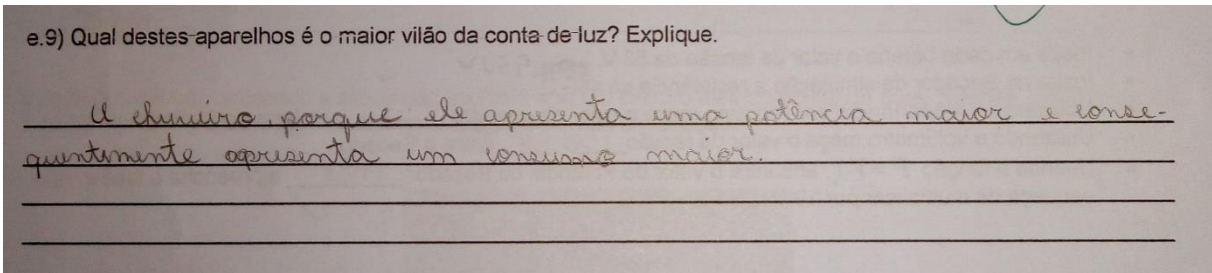 e.9) Qual destes aparelhos é o maior vilão da conta de luz? Explique.
U chuveiro, porque ele apresenta uma potência maior e conse-
quentemente apresenta um consumo maior.